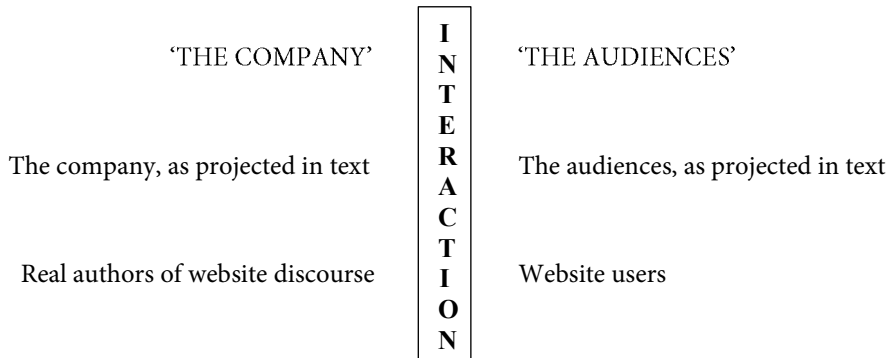 ‘THE COMPANY’
INTERACTION
‘THE AUDIENCES’
The company, as projected in text
The audiences, as projected in text
Real authors of website discourse
Website users